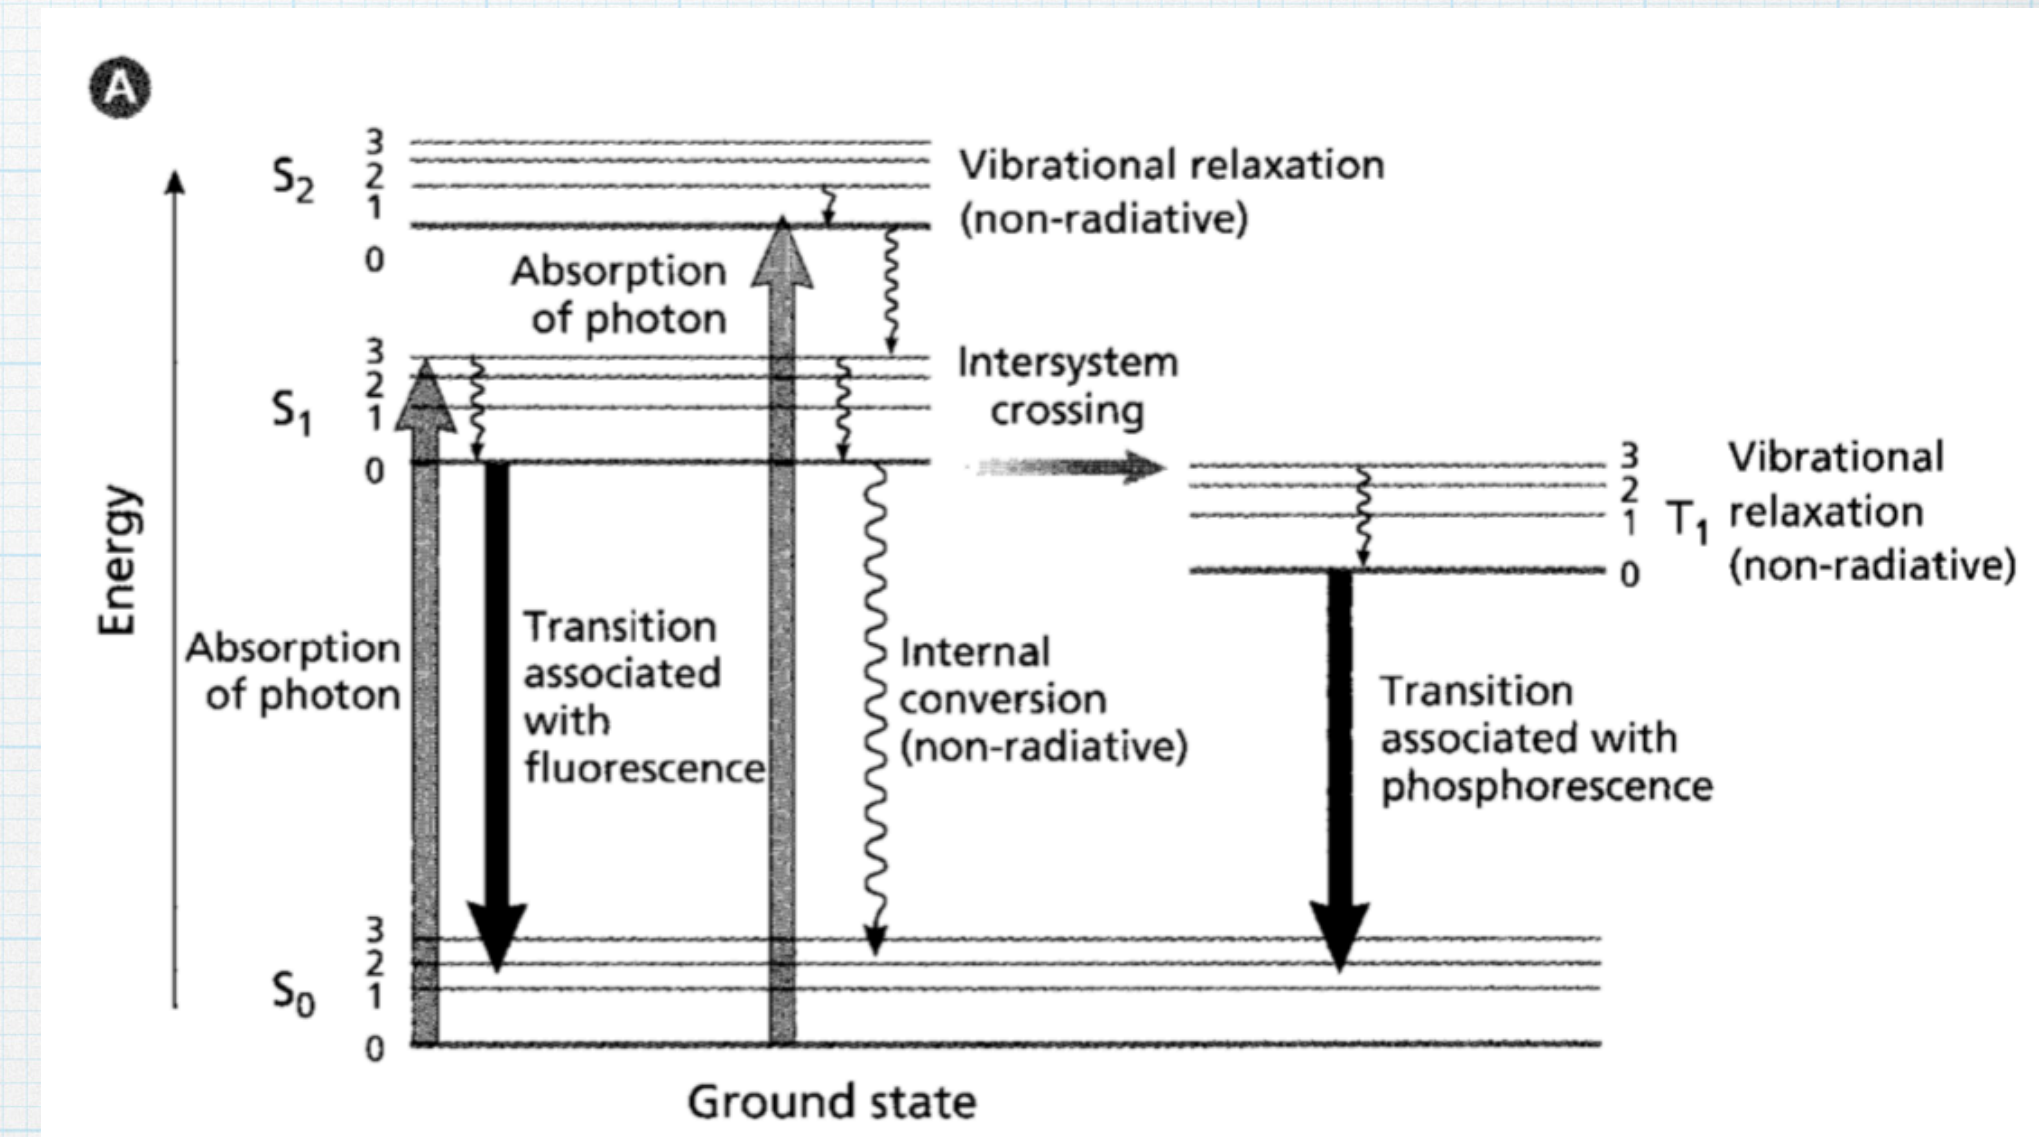 A
3
S2
2
1
0
Vibrational relaxation
(non-radiative)
Absorption
of photon
3
2
S1
1
0
Intersystem
crossing
3
2
1
0
T1
Vibrational
relaxation
(non-radiative)
Energy
Absorption
of photon
Transition
associated
with
fluorescence
Internal
conversion
(non-radiative)
Transition
associated with
phosphorescence
3
2
S0
1
0
Ground state